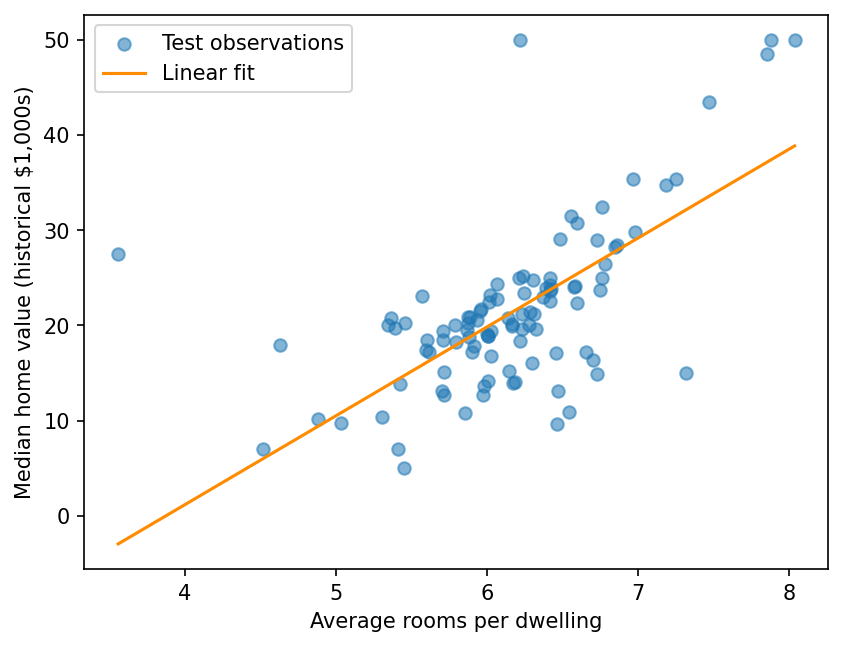 Test observations
Linear fit
Median home value (historical $1,000s)
50
40
30
20
10
0
4 5 6 7 8
Average rooms per dwelling